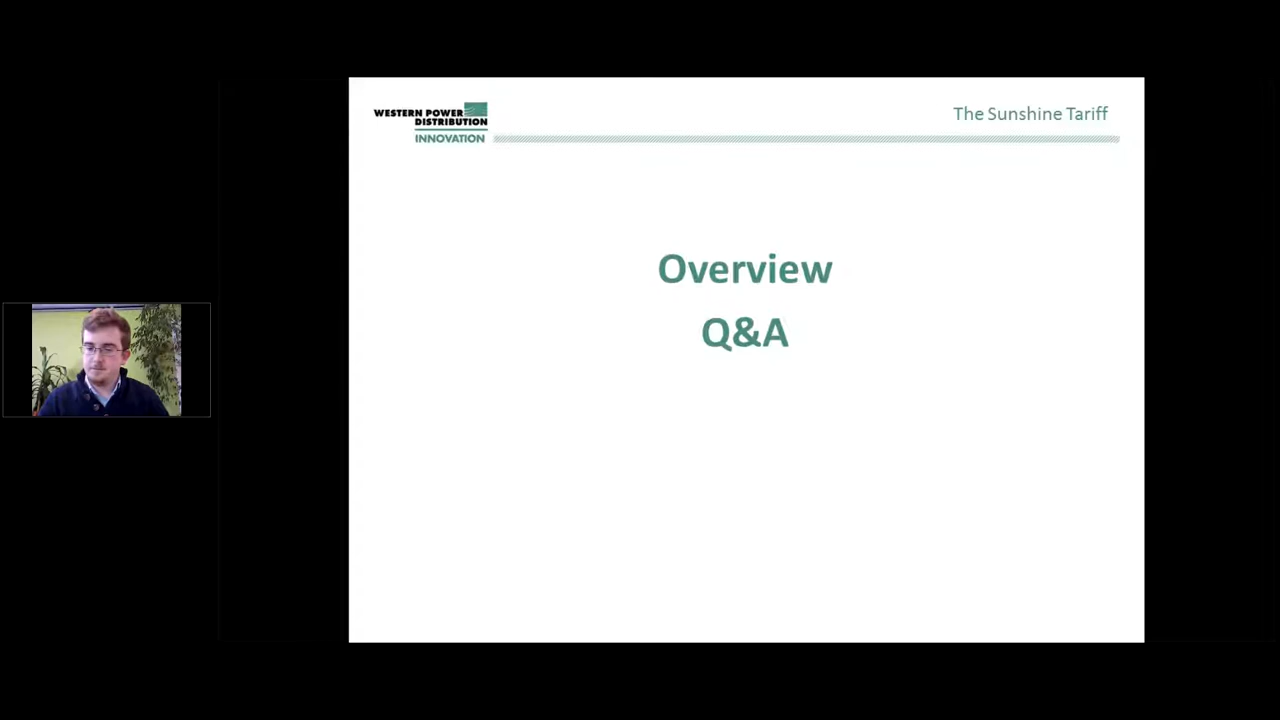 WESTERN POWER
DISTRIBUTION
INNOVATION
The Sunshine Tariff
Overview
Q&A